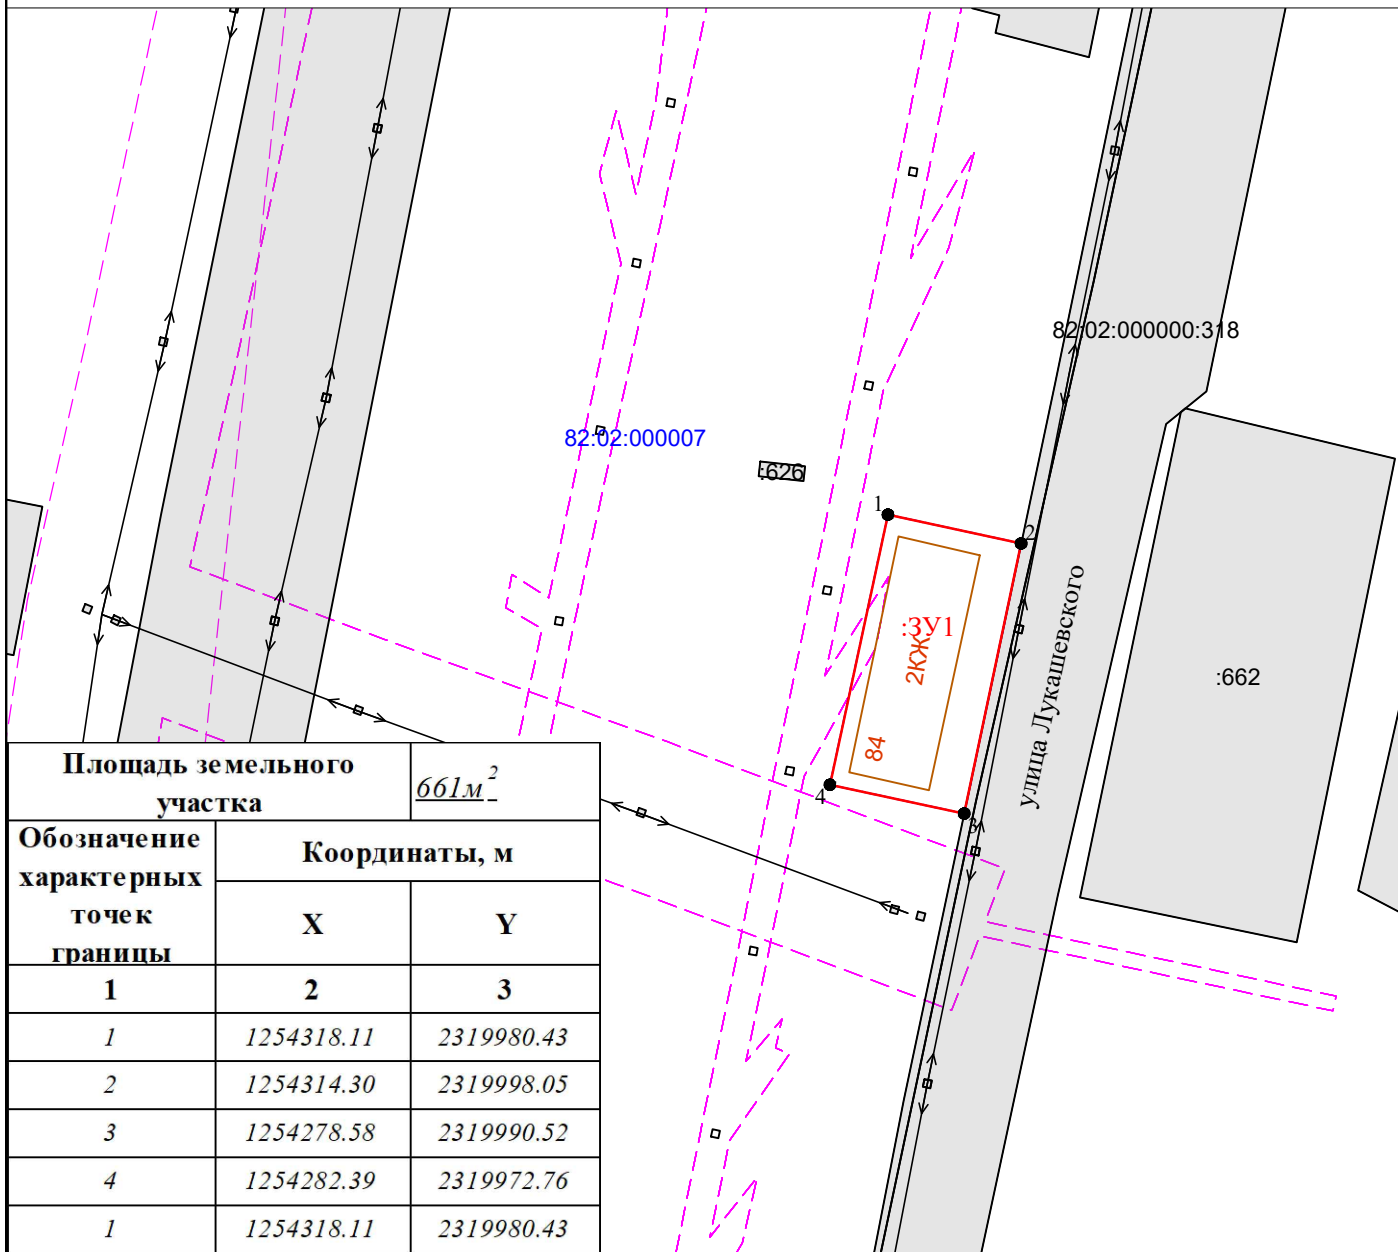 82:02:000000:318
82:02:000007
:626
1
2
:ЗУ1
2КЖ
84
улица Лукашевского
:662
4
3
Площадь земельного
участка
661м²
Обозначение
характерных
точек
границы
Координаты, м
X
Y
1 2 3
1 1254318.11 2319980.43
2 1254314.30 2319998.05
3 1254278.58 2319990.52
4 1254282.39 2319972.76
1 1254318.11 2319980.43